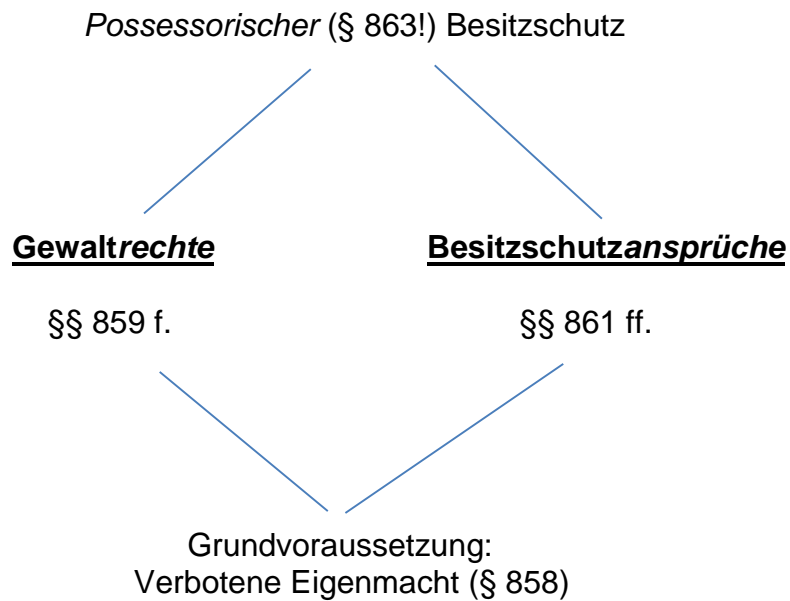 Possessorischer (§ 863!) Besitzschutz
Gewaltrechte
Besitzschutzansprüche
§§ 859 f.
§§ 861 ff.
Grundvoraussetzung:
Verbotene Eigenmacht (§ 858)